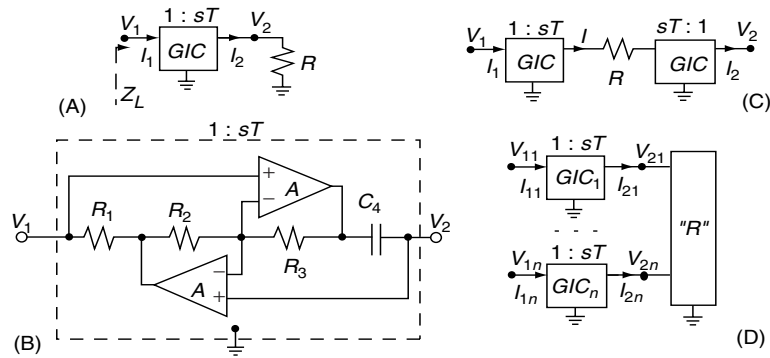 1 : sT
V1
V2
GIC
I1
I2
R
ZL
(A)
1 : sT
sT : 1
V1
I
V2
GIC
GIC
I1
R
I2
(C)
1 : sT
+
A
−
C4
V1
R1
R2
V2
R3
−
A
+
(B)
1 : sT
V11
V21
GIC1
I11
I21
"R"
1 : sT
V1n
V2n
GICn
I1n
I2n
(D)